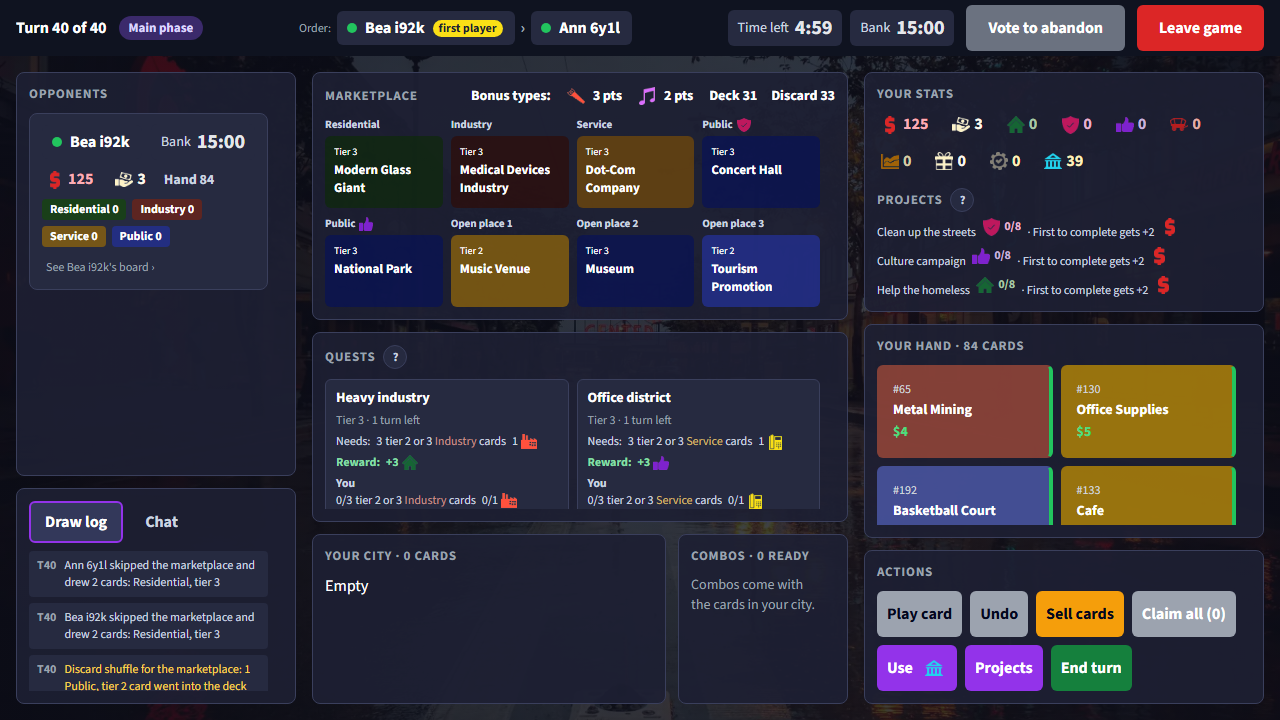 Turn 40 of 40 Main phase
Order: Bea i92k first player › Ann 6y1l
Time left 4:59 Bank 15:00 Vote to abandon Leave game
OPPONENTS
Bea i92k Bank 15:00
125 3 Hand 84
Residential 0 Industry 0
Service 0 Public 0
See Bea i92k's board ›
Draw log Chat
T40 Ann 6y1l skipped the marketplace and
drew 2 cards: Residential, tier 3
T40 Bea i92k skipped the marketplace and
drew 2 cards: Residential, tier 3
T40 Discard shuffle for the marketplace: 1
Public, tier 2 card went into the deck
MARKETPLACE Bonus types: 3 pts 2 pts Deck 31 Discard 33
Residential Industry Service Public
Tier 3 Tier 3 Tier 3 Tier 3
Modern Glass Medical Devices Dot-Com Concert Hall
Giant Industry Company
Public Open place 1 Open place 2 Open place 3
Tier 3 Tier 2 Tier 3 Tier 2
National Park Music Venue Museum Tourism
Promotion
QUESTS ?
Heavy industry
Tier 3 · 1 turn left
Needs: 3 tier 2 or 3 Industry cards 1
Reward: +3
You
0/3 tier 2 or 3 Industry cards 0/1
Office district
Tier 3 · 1 turn left
Needs: 3 tier 2 or 3 Service cards 1
Reward: +3
You
0/3 tier 2 or 3 Service cards 0/1
YOUR CITY · 0 CARDS
Empty
COMBOS · 0 READY
Combos come with
the cards in your city.
YOUR STATS
125 3 0 0 0 0
0 0 0 39
PROJECTS ?
Clean up the streets 0/8 · First to complete gets +2
Culture campaign 0/8 · First to complete gets +2
Help the homeless 0/8 · First to complete gets +2
YOUR HAND · 84 CARDS
#65 #130
Metal Mining Office Supplies
$4 $5
#192 #133
Basketball Court Cafe
ACTIONS
Play card Undo Sell cards Claim all (0)
Use Projects End turn